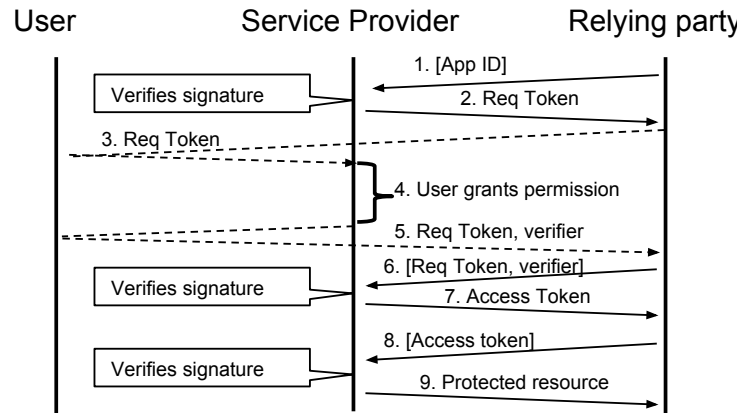 User Service Provider Relying party
1. [App ID]
Verifies signature
2. Req Token
3. Req Token
4. User grants permission
5. Req Token, verifier
6. [Req Token, verifier]
Verifies signature
7. Access Token
8. [Access token]
Verifies signature
9. Protected resource